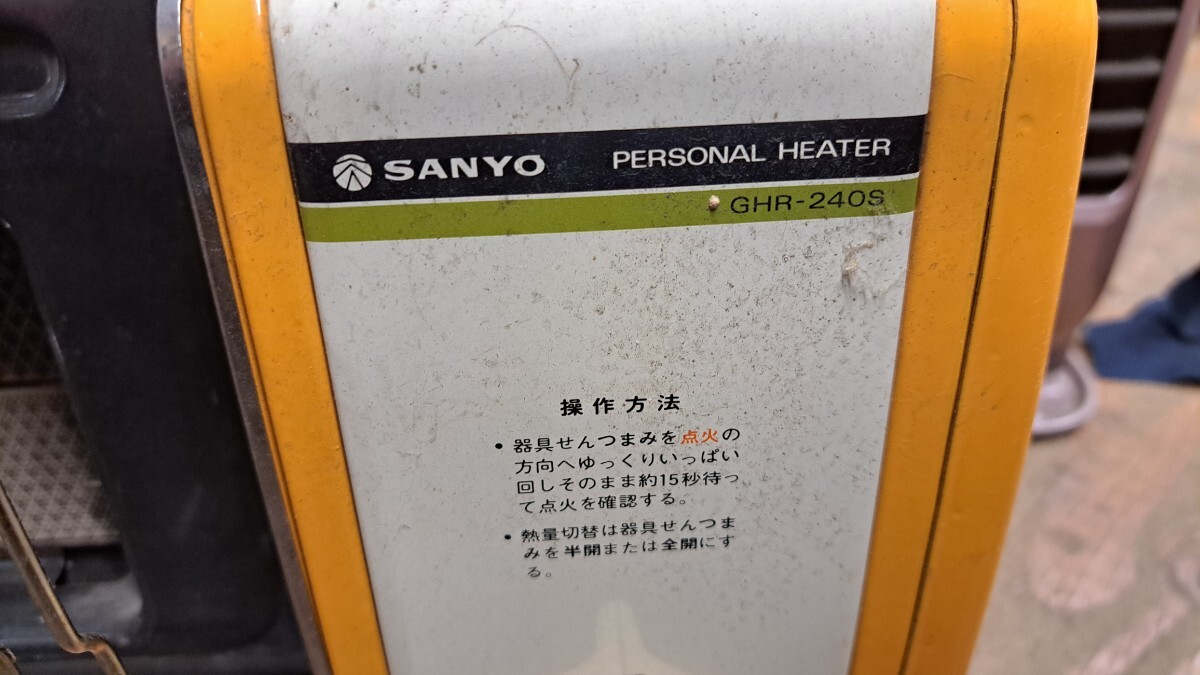 SANYO PERSONAL HEATER
GHR-240S
操作方法
• 器具せんつまみを点火の
方向へゆっくりいっぱい
回しそのまま約15秒待っ
て点火を確認する。
• 熱量切替は器具せんつま
みを半開または全開にす
る。